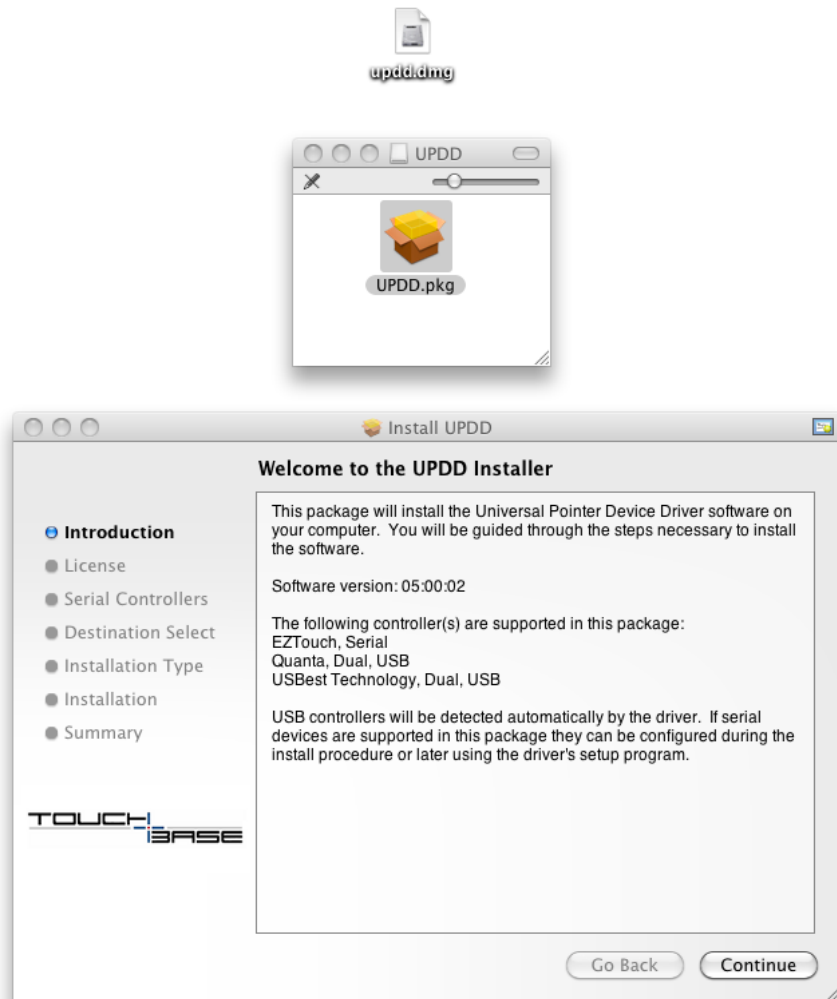 updd.dmg
UPDD
UPDD.pkg
Install UPDD
Welcome to the UPDD Installer
Introduction
License
Serial Controllers
Destination Select
Installation Type
Installation
Summary
TOUCH
BASE
This package will install the Universal Pointer Device Driver software on
your computer.  You will be guided through the steps necessary to install
the software.
Software version: 05:00:02
The following controller(s) are supported in this package:
EZTouch, Serial
Quanta, Dual, USB
USBest Technology, Dual, USB
USB controllers will be detected automatically by the driver.  If serial
devices are supported in this package they can be configured during the
install procedure or later using the driver's setup program.
Go Back
Continue